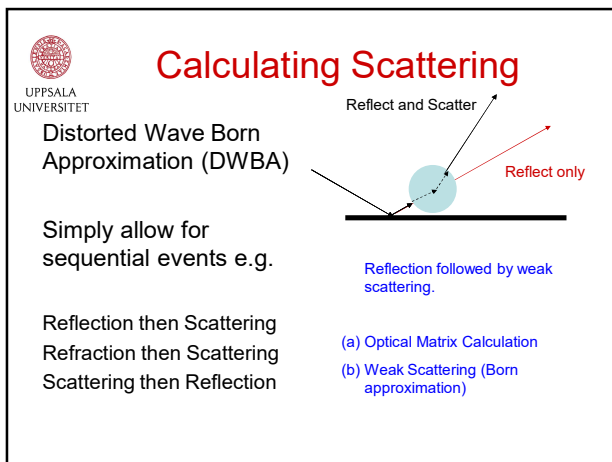 Calculating Scattering
UPPSALA
UNIVERSITET
Distorted Wave Born
Approximation (DWBA)
Simply allow for
sequential events e.g.
Reflection then Scattering
Refraction then Scattering
Scattering then Reflection
Reflect and Scatter
Reflect only
Reflection followed by weak
scattering.
(a) Optical Matrix Calculation
(b) Weak Scattering (Born
approximation)